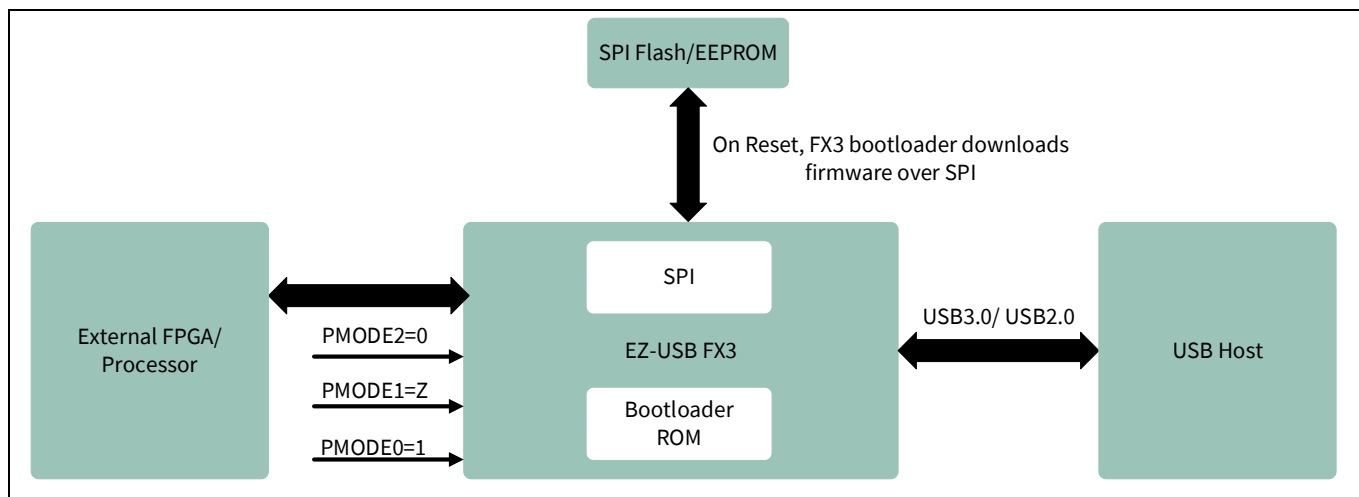 SPI Flash/EEPROM
On Reset, FX3 bootloader downloads
firmware over SPI
External FPGA/
Processor
PMODE2=0
PMODE1=Z
PMODE0=1
SPI
EZ-USB FX3
Bootloader
ROM
USB3.0/ USB2.0
USB Host